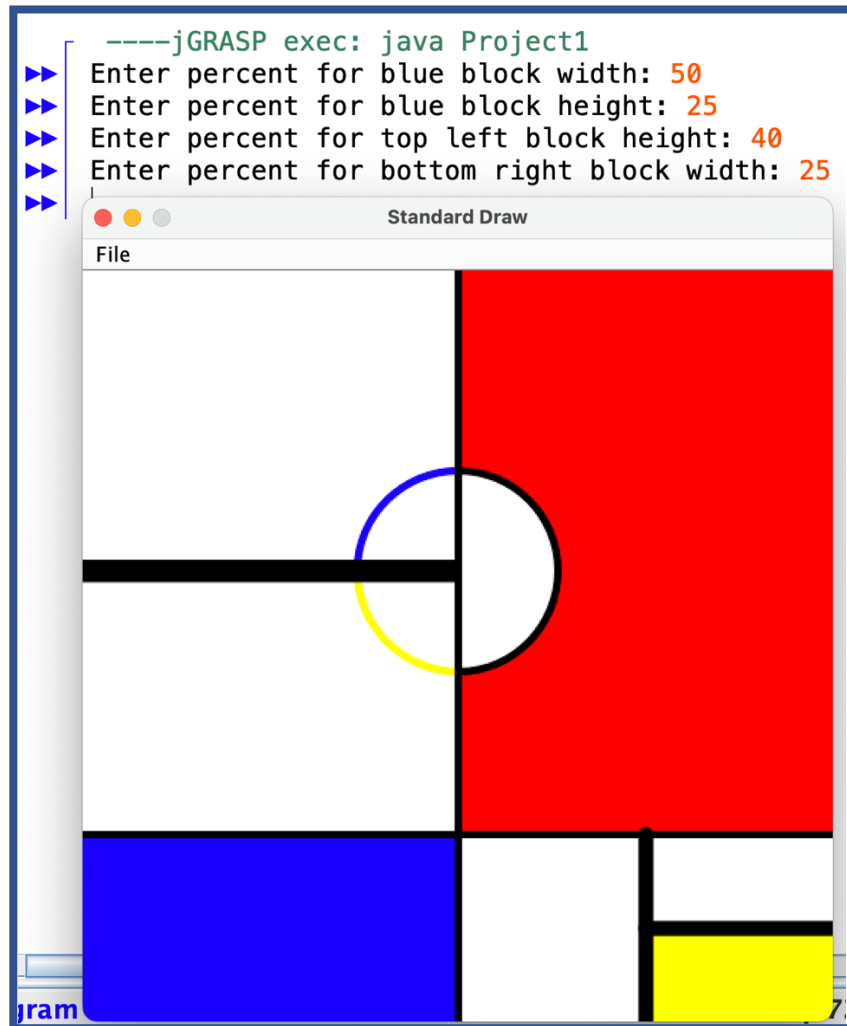 ----jGRASP exec: java Project1
Enter percent for blue block width: 50
Enter percent for blue block height: 25
Enter percent for top left block height: 40
Enter percent for bottom right block width: 25
Standard Draw
File
gram